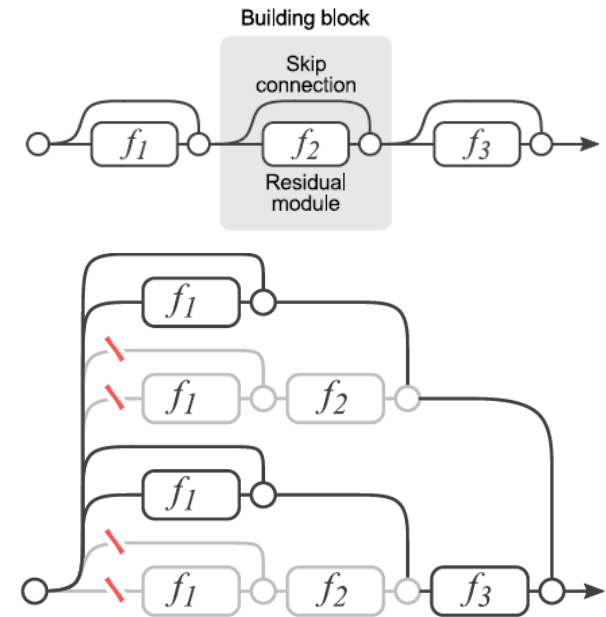 Building block
Skip
connection
f1 f2 f3
Residual
module
f1
f1 f2
f1
f1 f2 f3